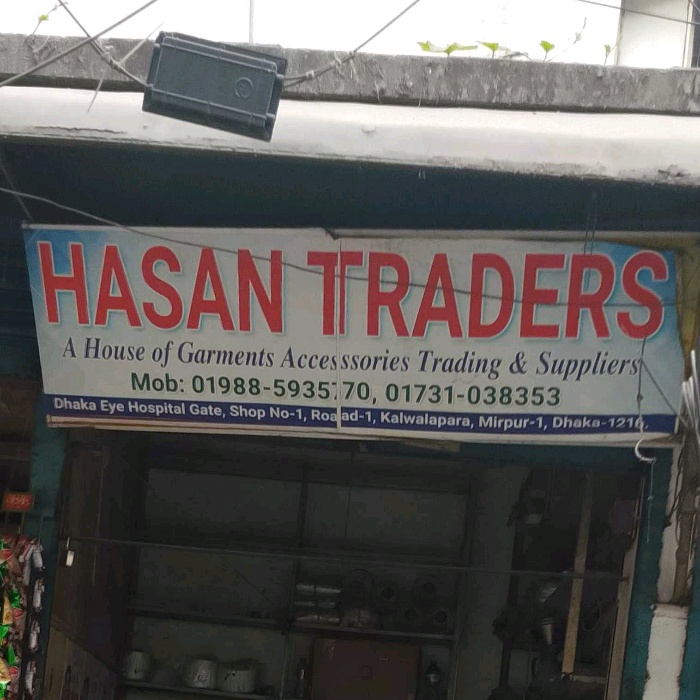 HASAN TRADERS
A House of Garments Accesssories Trading & Suppliers
Mob: 01988-593570, 01731-038353
Dhaka Eye Hospital Gate, Shop No-1, Road-1, Kalwalapara, Mirpur-1, Dhaka-1216.